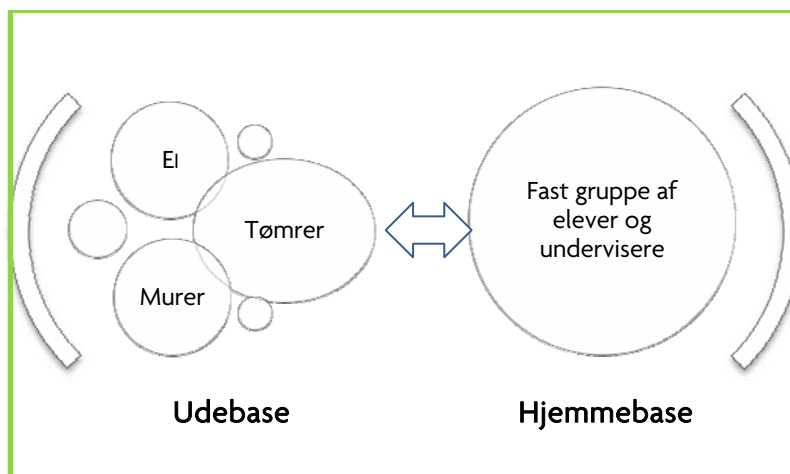 El
Tømrer
Murer
Fast gruppe af
elever og
undervisere
Udebase
Hjemmebase